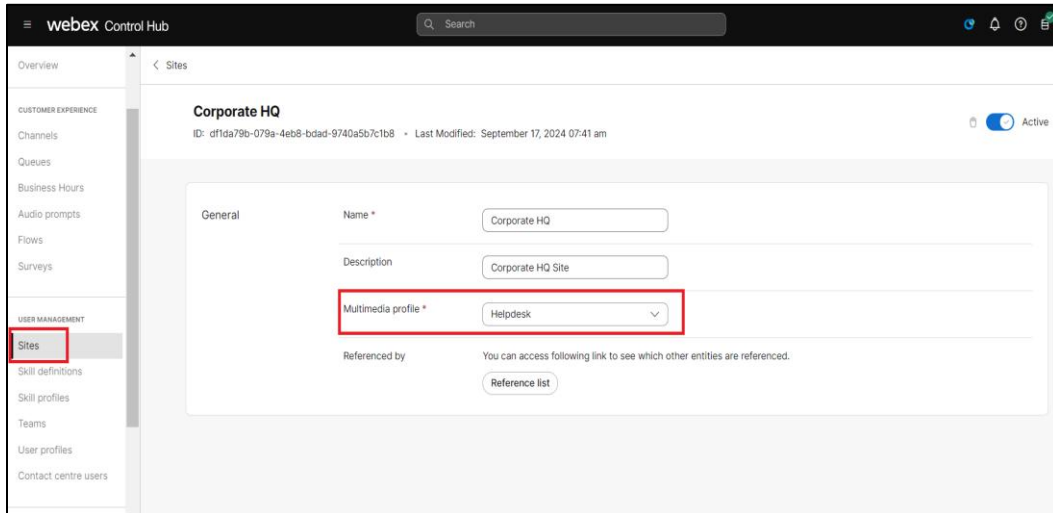 webex Control Hub
Search
Overview
CUSTOMER EXPERIENCE
Channels
Queues
Business Hours
Audio prompts
Flows
Surveys
USER MANAGEMENT
Sites
Skill definitions
Skill profiles
Teams
User profiles
Contact centre users
Sites
Corporate HQ
ID: df1da79b-079a-4eb8-bdad-9740a5b7c1b8 • Last Modified: September 17, 2024 07:41 am
Active
General
Name *
Corporate HQ
Description
Corporate HQ Site
Multimedia profile *
Helpdesk
Referenced by
You can access following link to see which other entities are referenced.
Reference list